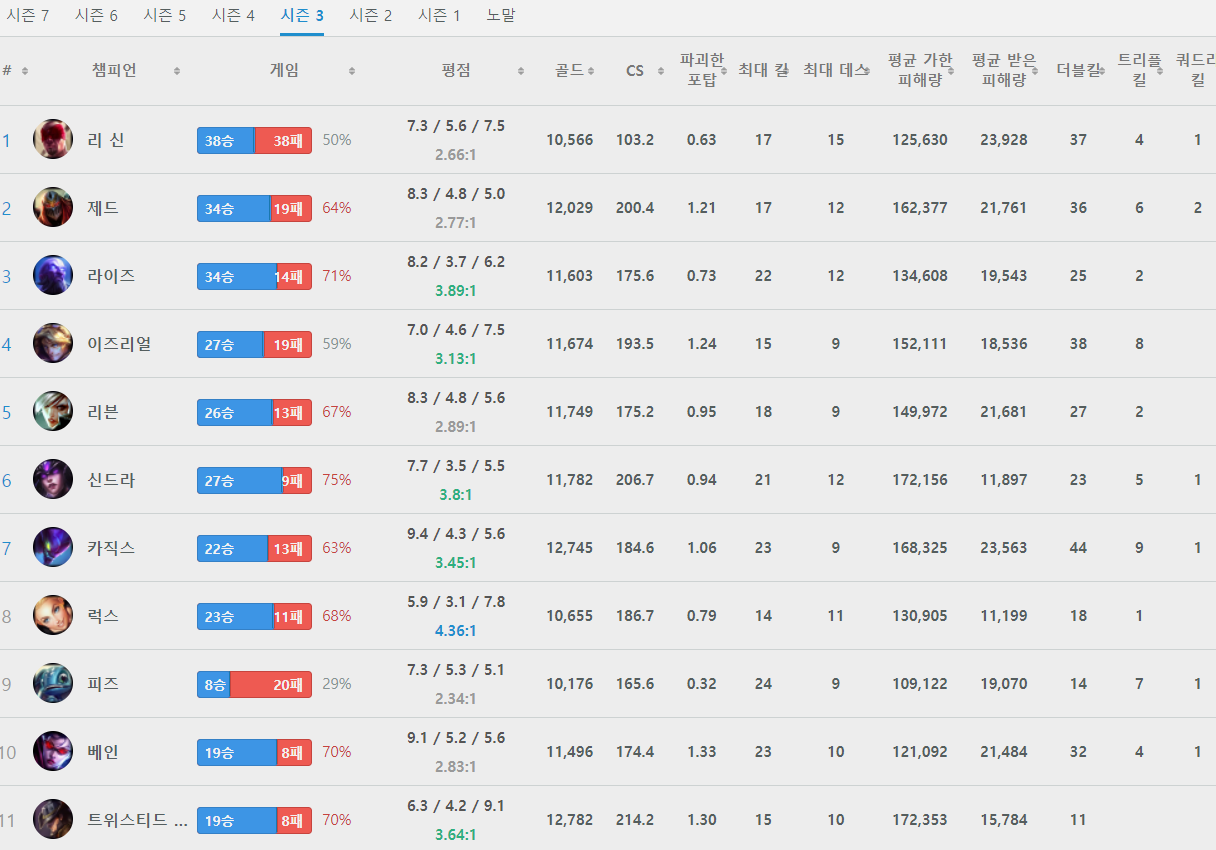 시즌 7 시즌 6 시즌 5 시즌 4 시즌 3 시즌 2 시즌 1 노말
# 챔피언 게임 평점 골드 CS 파괴한 포탑 최대 킬 최대 데스 평균 가한 피해량 평균 받은 피해량 더블킬 트리플 킬 쿼드라 킬
1 리 신 38승 38패 50% 7.3 / 5.6 / 7.5 2.66:1 10,566 103.2 0.63 17 15 125,630 23,928 37 4 1
2 제드 34승 19패 64% 8.3 / 4.8 / 5.0 2.77:1 12,029 200.4 1.21 17 12 162,377 21,761 36 6 2
3 라이즈 34승 14패 71% 8.2 / 3.7 / 6.2 3.89:1 11,603 175.6 0.73 22 12 134,608 19,543 25 2
4 이즈리얼 27승 19패 59% 7.0 / 4.6 / 7.5 3.13:1 11,674 193.5 1.24 15 9 152,111 18,536 38 8
5 리븐 26승 13패 67% 8.3 / 4.8 / 5.6 2.89:1 11,749 175.2 0.95 18 9 149,972 21,681 27 2
6 신드라 27승 9패 75% 7.7 / 3.5 / 5.5 3.8:1 11,782 206.7 0.94 21 12 172,156 11,897 23 5 1
7 카직스 22승 13패 63% 9.4 / 4.3 / 5.6 3.45:1 12,745 184.6 1.06 23 9 168,325 23,563 44 9 1
8 럭스 23승 11패 68% 5.9 / 3.1 / 7.8 4.36:1 10,655 186.7 0.79 14 11 130,905 11,199 18 1
9 피즈 8승 20패 29% 7.3 / 5.3 / 5.1 2.34:1 10,176 165.6 0.32 24 9 109,122 19,070 14 7 1
10 베인 19승 8패 70% 9.1 / 5.2 / 5.6 2.83:1 11,496 174.4 1.33 23 10 121,092 21,484 32 4 1
11 트위스티드 ... 19승 8패 70% 6.3 / 4.2 / 9.1 3.64:1 12,782 214.2 1.30 15 10 172,353 15,784 11